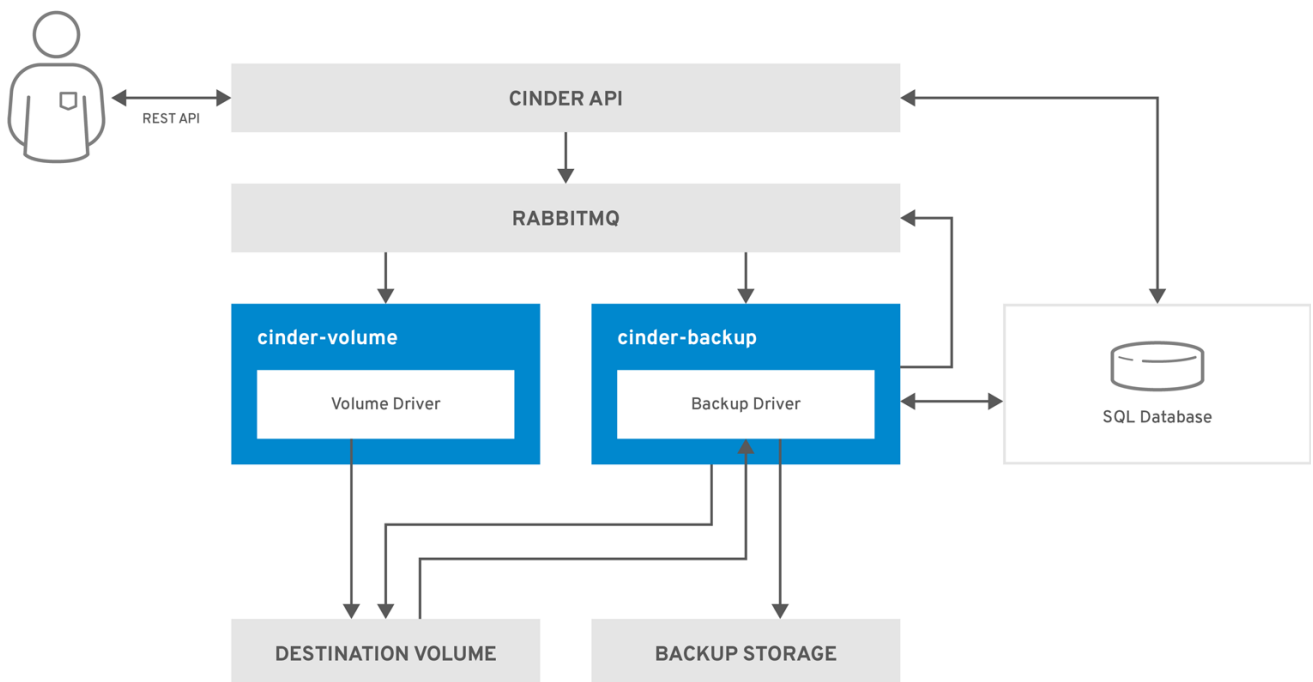 CINDER API
REST API
RABBITMQ
cinder-volume
cinder-backup
Volume Driver
Backup Driver
SQL Database
DESTINATION VOLUME
BACKUP STORAGE